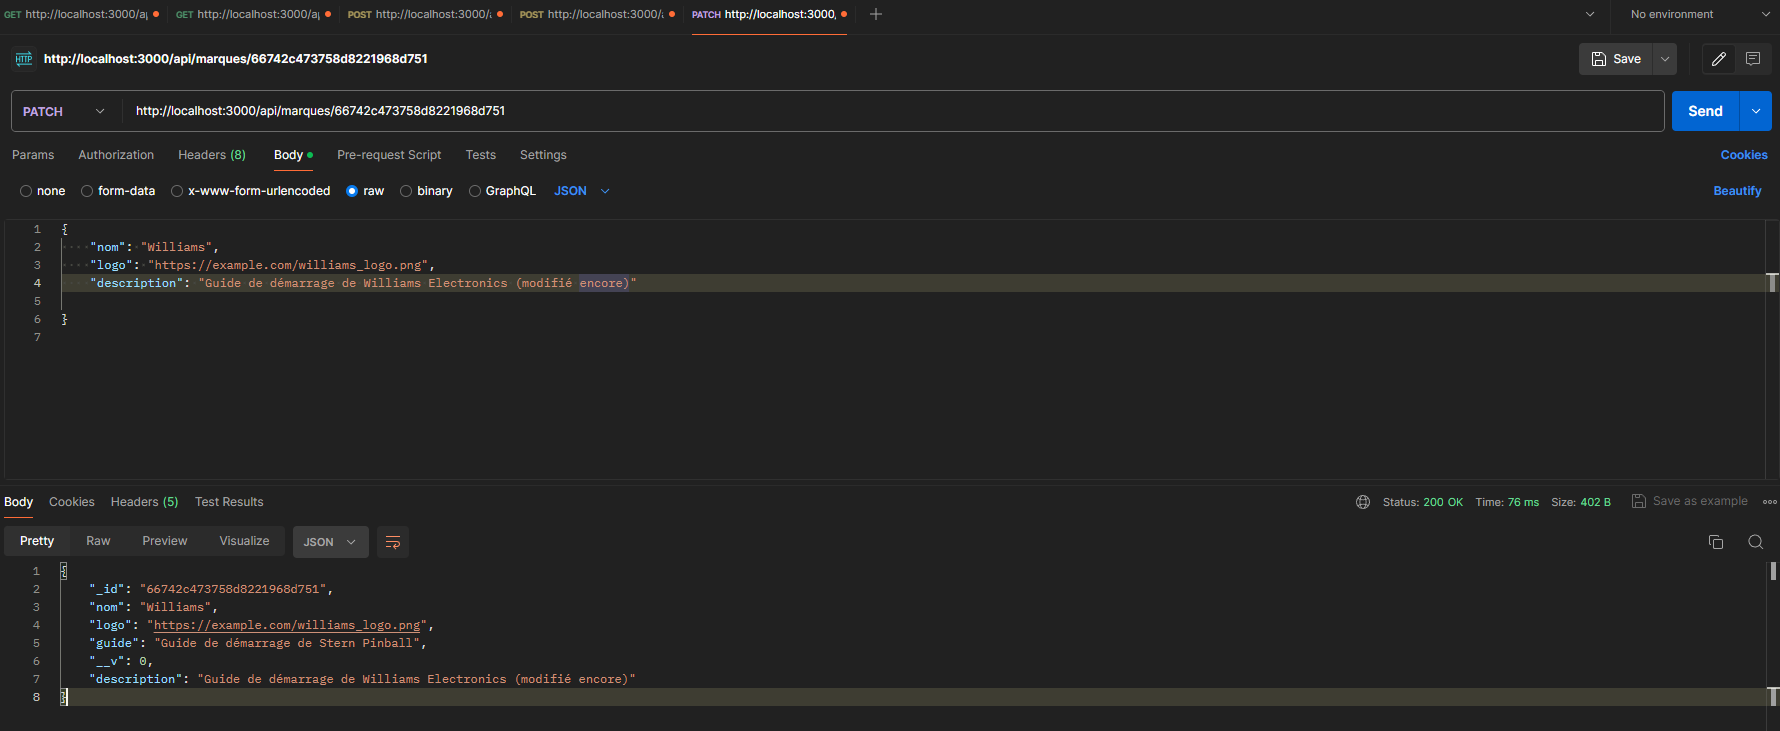 GET http://localhost:3000/a GET http://localhost:3000/a POST http://localhost:3000/ POST http://localhost:3000/ PATCH http://localhost:3000, No environment
HTTP http://localhost:3000/api/marques/66742c473758d8221968d751 Save
PATCH http://localhost:3000/api/marques/66742c473758d8221968d751 Send
Params Authorization Headers (8) Body Pre-request Script Tests Settings Cookies
none form-data x-www-form-urlencoded raw binary GraphQL JSON Beautify
1 {
2 "nom": "Williams",
3 "logo": "https://example.com/williams_logo.png",
4 "description": "Guide de démarrage de Williams Electronics (modifié encore)"
5
6 }
7
Body Cookies Headers (5) Test Results Status: 200 OK Time: 76 ms Size: 402 B Save as example
Pretty Raw Preview Visualize JSON
1 {
2 "_id": "66742c473758d8221968d751",
3 "nom": "Williams",
4 "logo": "https://example.com/williams_logo.png",
5 "guide": "Guide de démarrage de Stern Pinball",
6 "__v": 0,
7 "description": "Guide de démarrage de Williams Electronics (modifié encore)"
8 }